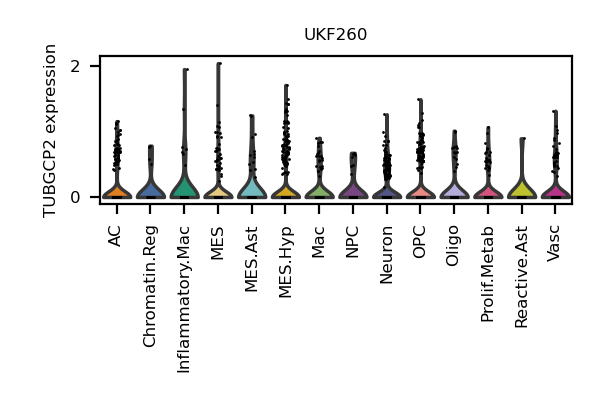 UKF260
TUBGCP2 expression
2
0
AC
Chromatin.Reg
Inflammatory.Mac
MES
MES.Ast
MES.Hyp
Mac
NPC
Neuron
OPC
Oligo
Prolif.Metab
Reactive.Ast
Vasc